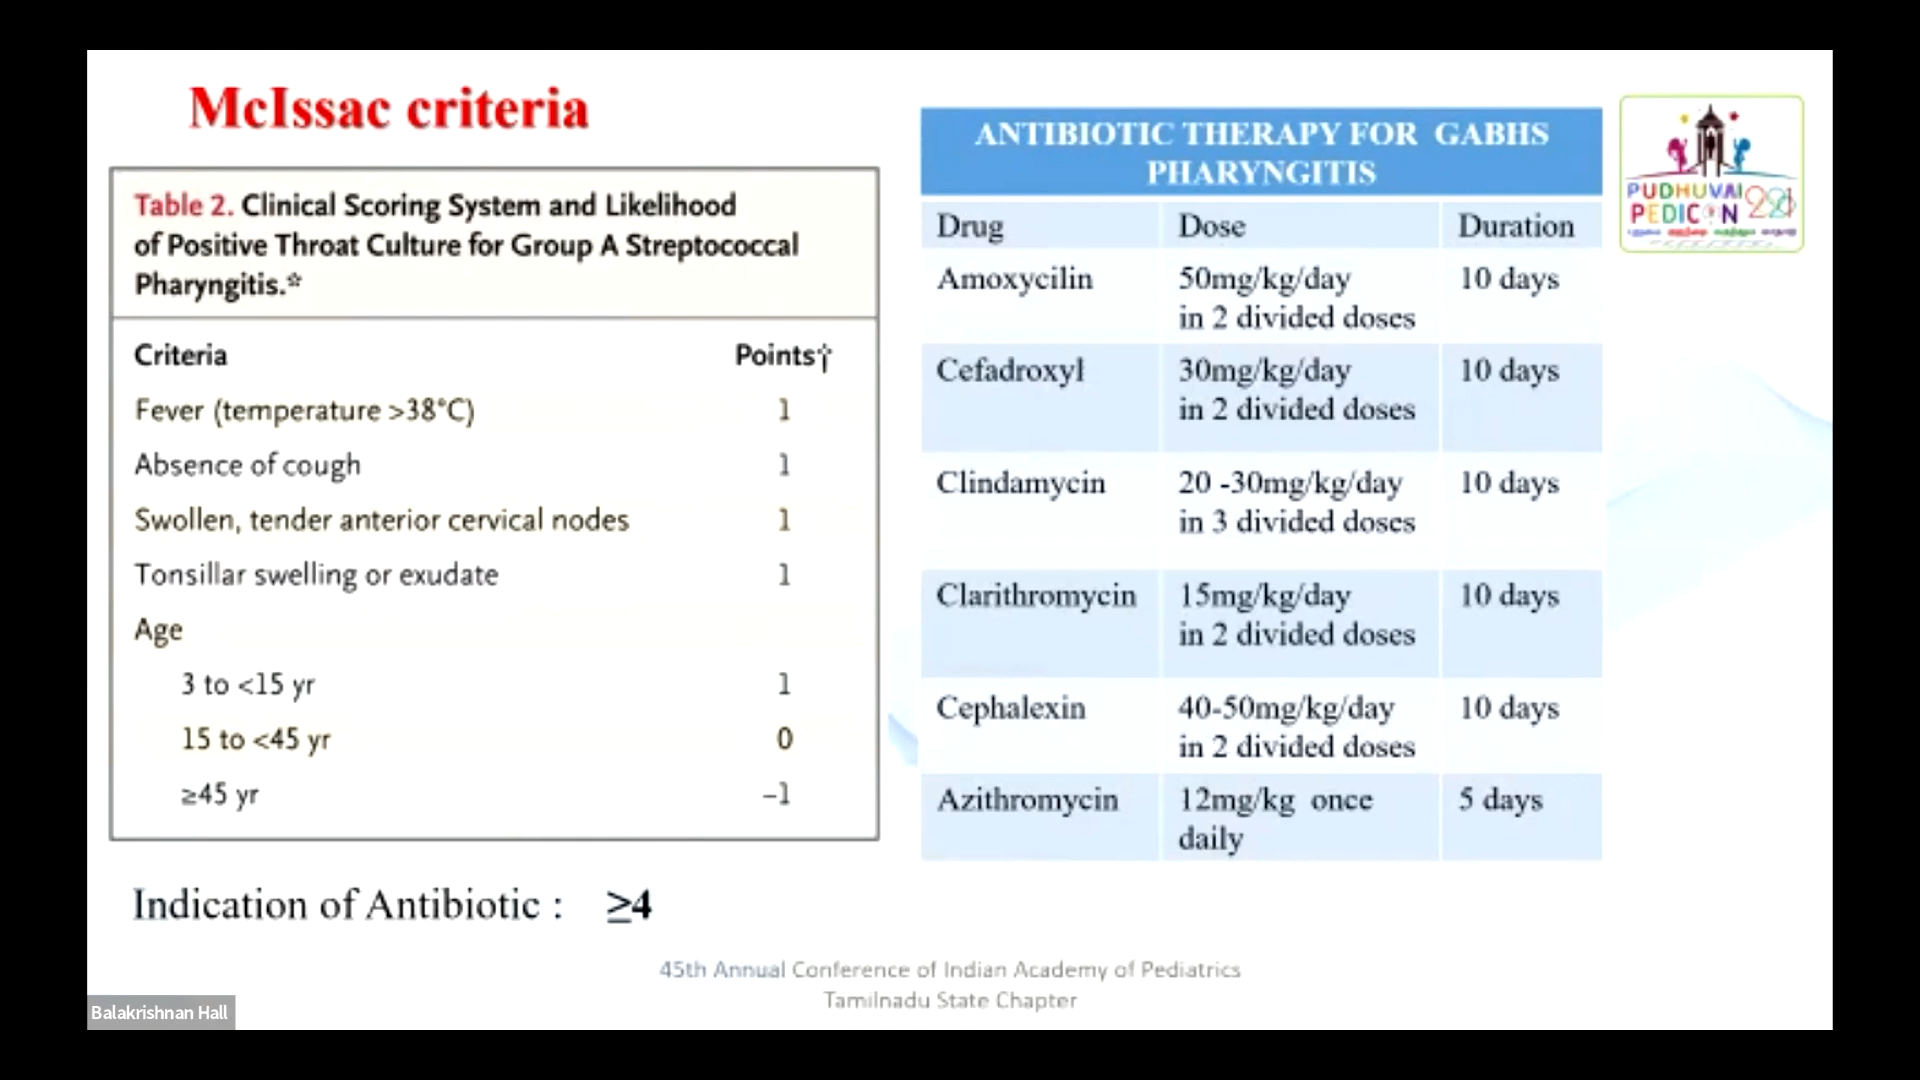 McIssac criteria
Table 2. Clinical Scoring System and Likelihood
of Positive Throat Culture for Group A Streptococcal
Pharyngitis.*
Criteria Points†
Fever (temperature >38°C) 1
Absence of cough 1
Swollen, tender anterior cervical nodes 1
Tonsillar swelling or exudate 1
Age
3 to <15 yr 1
15 to <45 yr 0
≥45 yr –1
Indication of Antibiotic : ≥4
ANTIBIOTIC THERAPY FOR GABHS
PHARYNGITIS
Drug Dose Duration
Amoxycilin 50mg/kg/day 10 days
in 2 divided doses
Cefadroxyl 30mg/kg/day 10 days
in 2 divided doses
Clindamycin 20 -30mg/kg/day 10 days
in 3 divided doses
Clarithromycin 15mg/kg/day 10 days
in 2 divided doses
Cephalexin 40-50mg/kg/day 10 days
in 2 divided doses
Azithromycin 12mg/kg once 5 days
daily
PUDHUVAI
PEDICON
45th Annual Conference of Indian Academy of Pediatrics
Tamilnadu State Chapter
Balakrishnan Hall